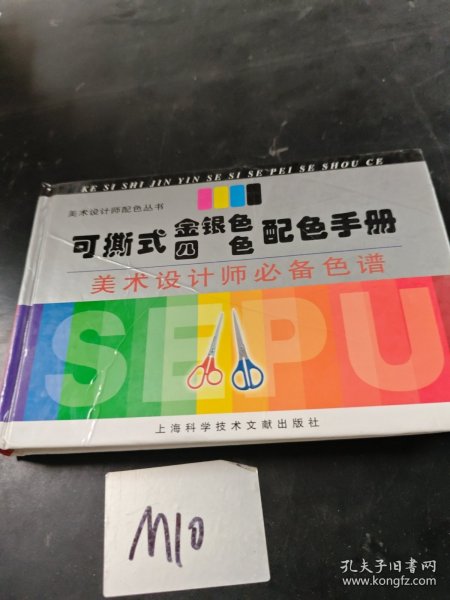 KE SI SHI JIN YIN SE SI SE PEI SE SHOU CE
美术设计师配色丛书
可撕式金银色四色配色手册
美术设计师必备色谱
SEPU
上海科学技术文献出版社
M10
孔夫子旧书网
www.kongfz.com